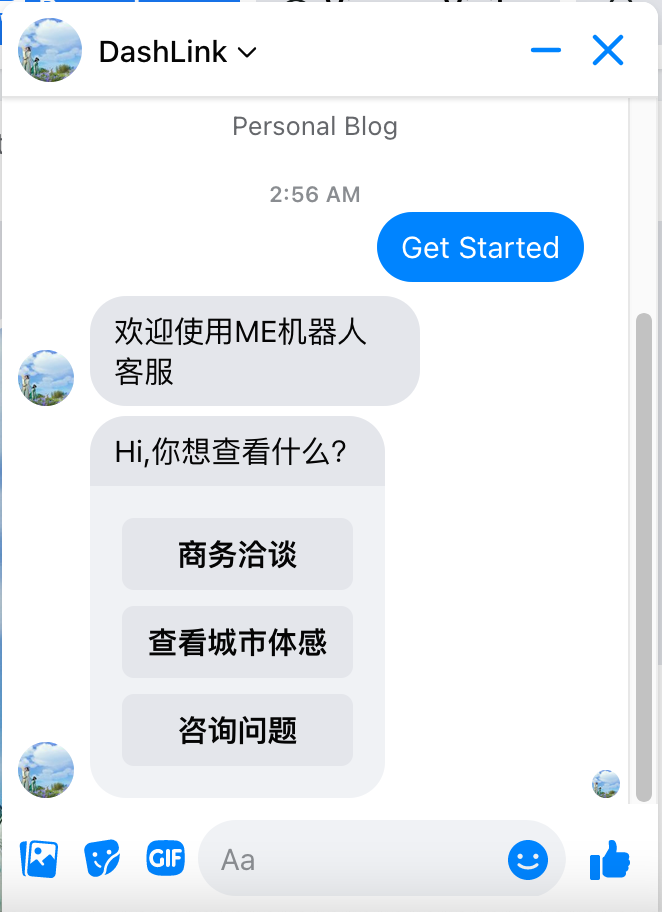 DashLink
Personal Blog
2:56 AM
Get Started
欢迎使用ME机器人
客服
Hi,你想查看什么?
商务洽谈
查看城市体感
咨询问题
GIF
Aa